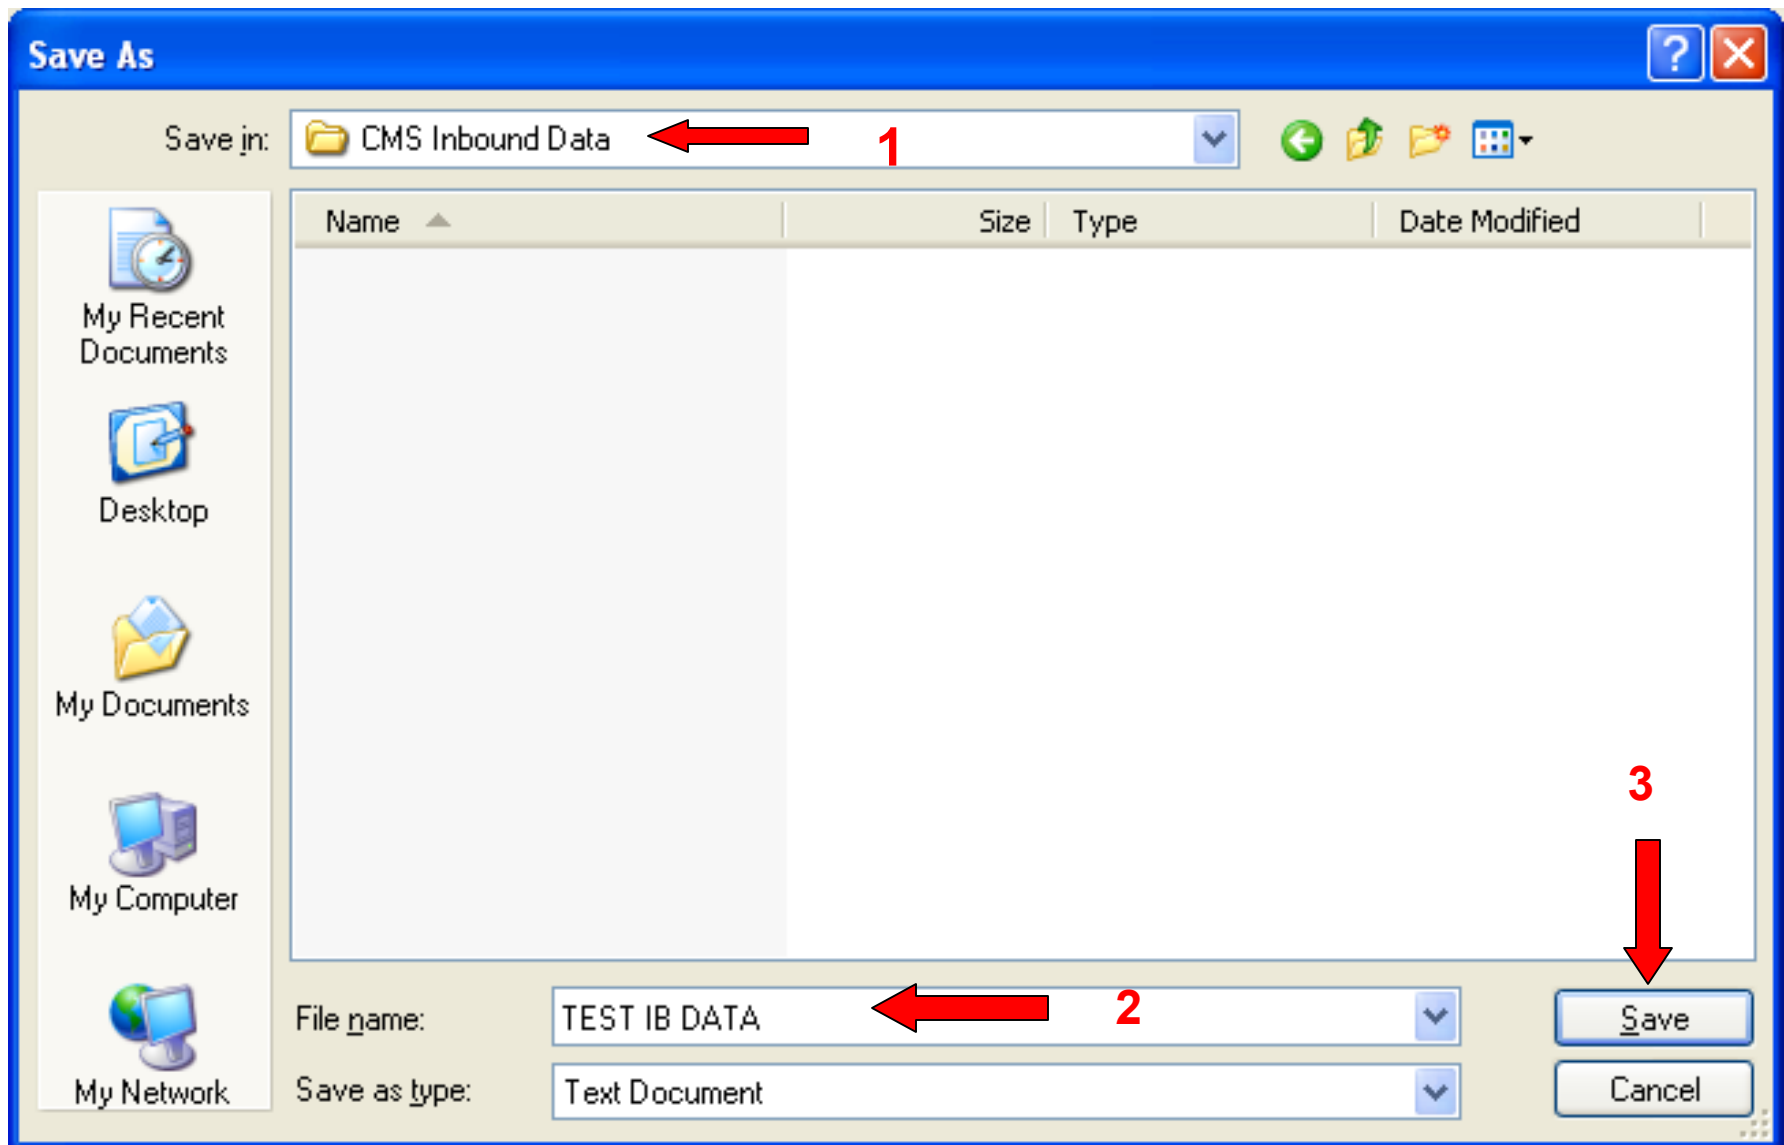 Save As
?
Save in:
CMS Inbound Data
1
Name
Size
Type
Date Modified
My Recent
Documents
Desktop
My Documents
My Computer
My Network
3
File name:
TEST IB DATA
2
Save
Save as type:
Text Document
Cancel